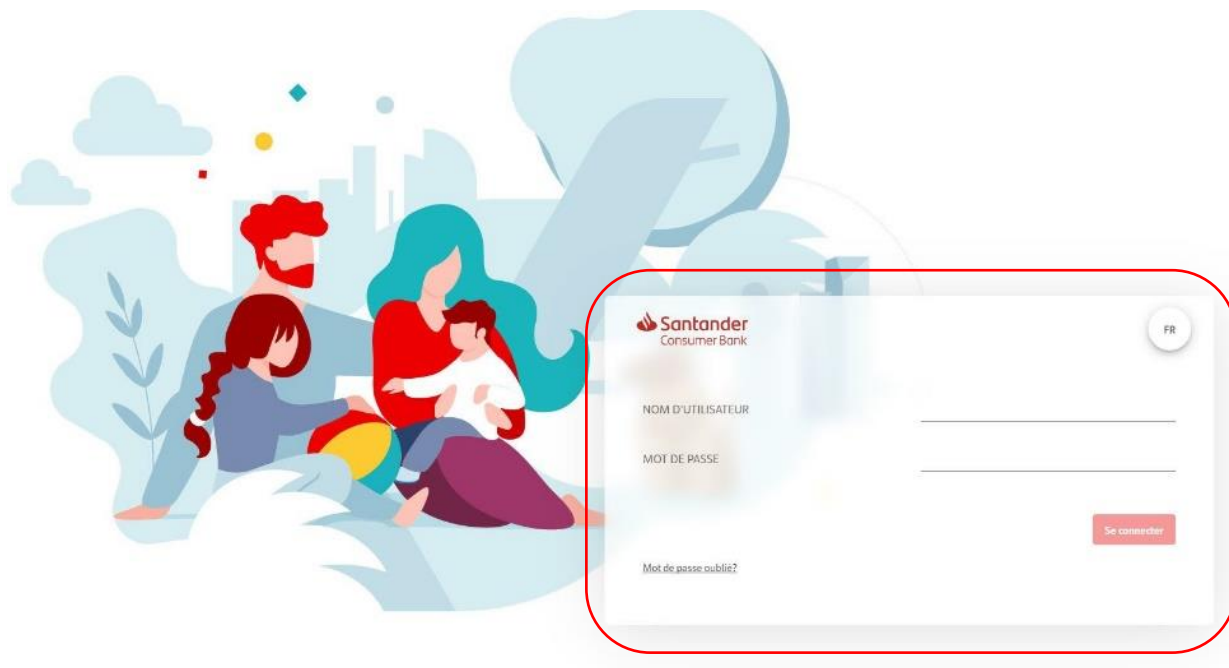 Santander
Consumer Bank
FR
NOM D'UTILISATEUR
MOT DE PASSE
Se connecter
Mot de passe oublié?